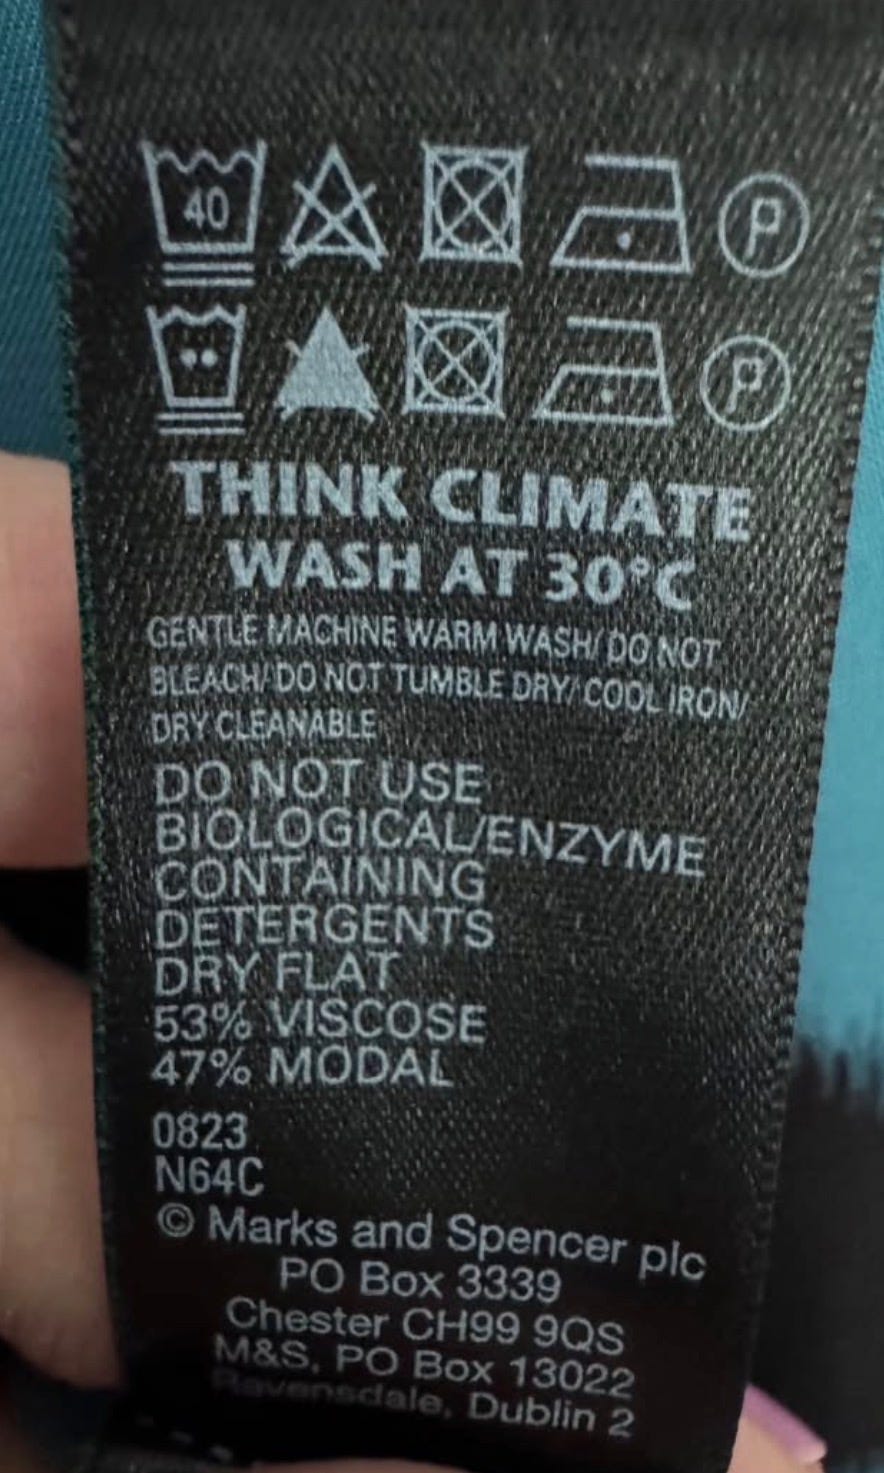 40
P
P
THINK CLIMATE
WASH AT 30°C
GENTLE MACHINE WARM WASH/ DO NOT
BLEACH/ DO NOT TUMBLE DRY/ COOL IRON/
DRY CLEANABLE
DO NOT USE
BIOLOGICAL/ENZYME
CONTAINING
DETERGENTS
DRY FLAT
53% VISCOSE
47% MODAL
0823
N64C
© Marks and Spencer plc
PO Box 3339
Chester CH99 9QS
M&S, PO Box 13022
Ravensdale, Dublin 2